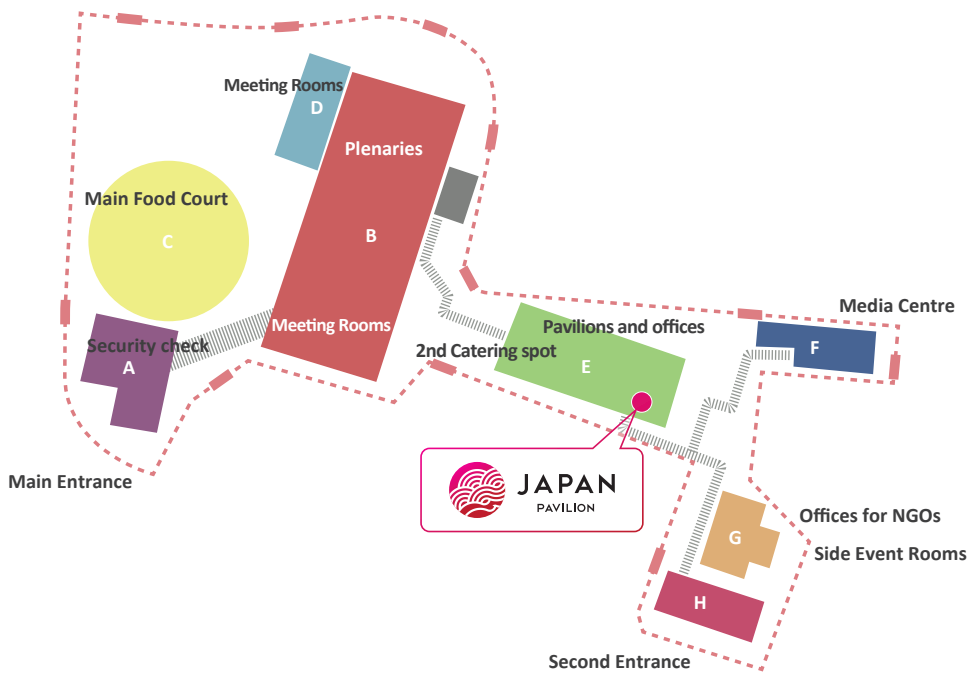 Meeting Rooms
D
Plenaries
Main Food Court
C
B
Meeting Rooms
Security check
A
Main Entrance
2nd Catering spot
Pavilions and offices
E
Media Centre
F
JAPAN
PAVILION
Offices for NGOs
G
Side Event Rooms
H
Second Entrance